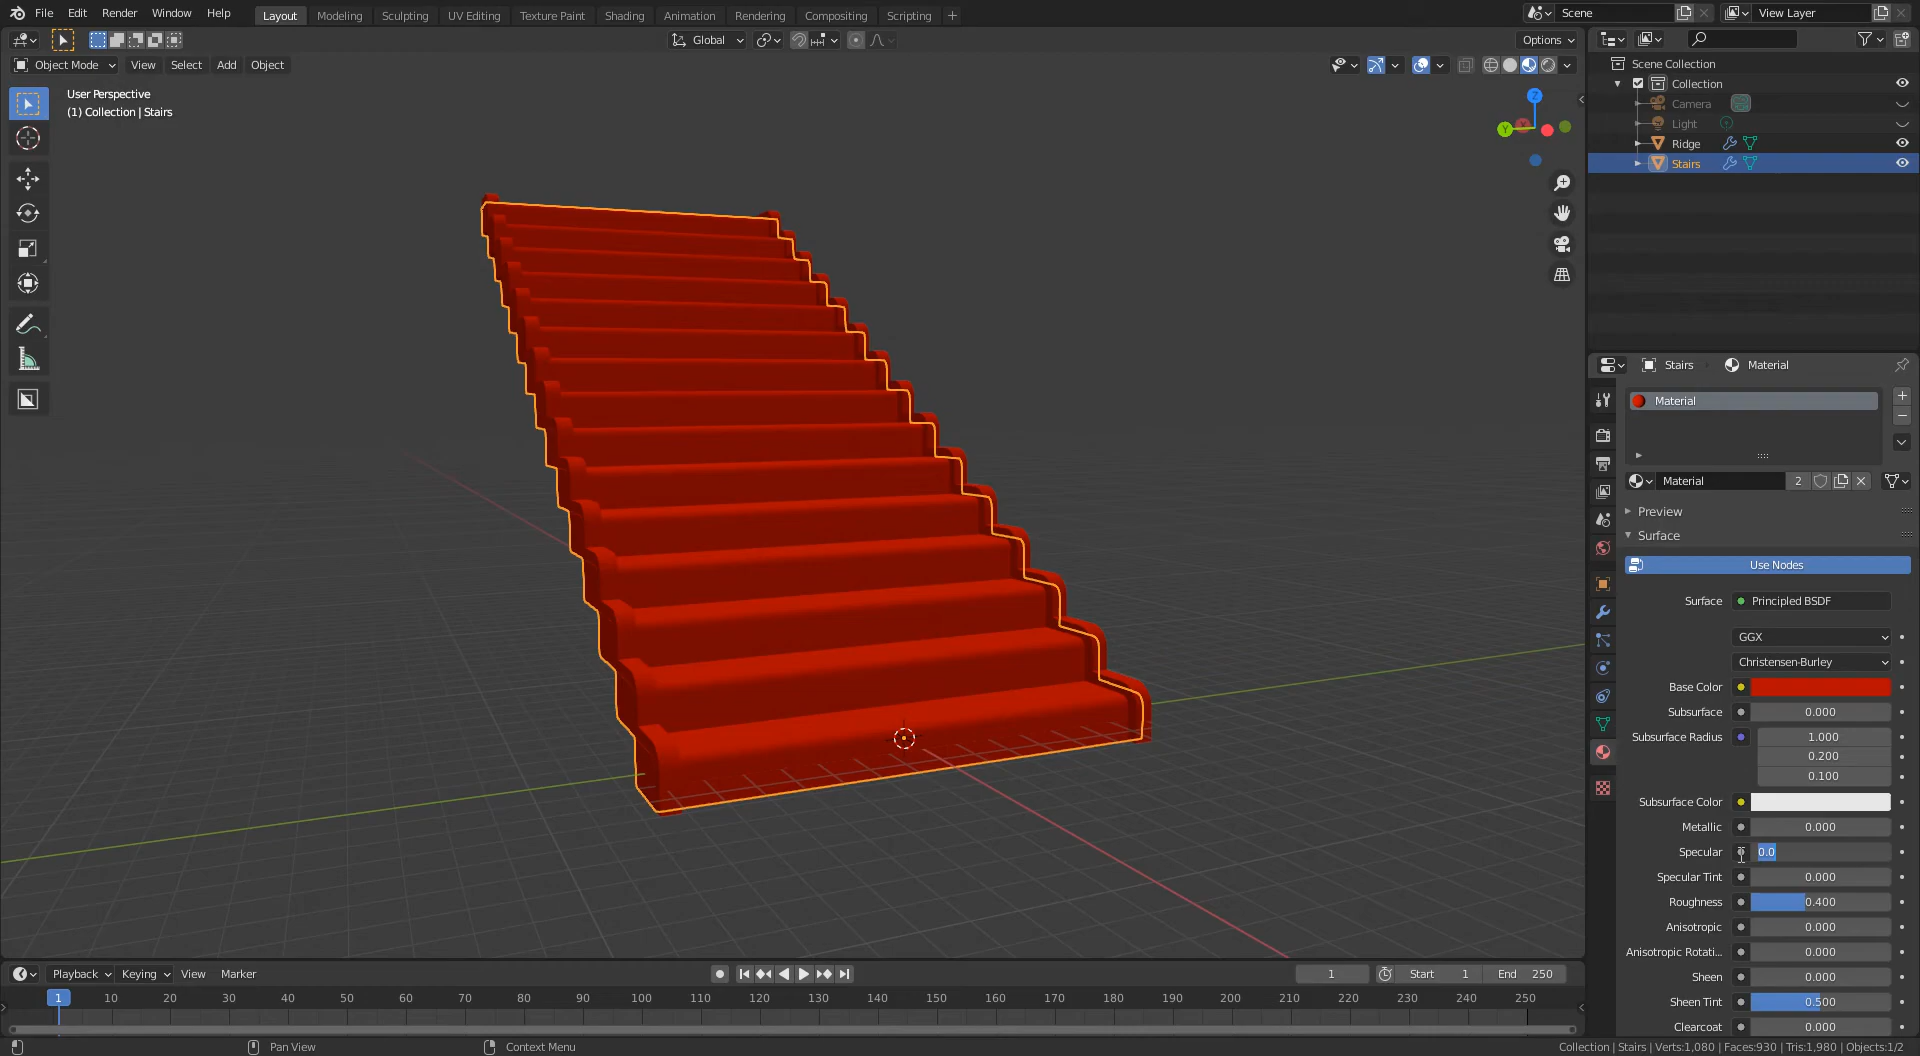 File Edit Render Window Help Layout Modeling Sculpting UV Editing Texture Paint Shading Animation Rendering Compositing Scripting + Scene View Layer
Global Options
Object Mode View Select Add Object
User Perspective
(1) Collection | Stairs
Z
Y
X
Scene Collection
Collection
Camera
Light
Ridge
Stairs
Stairs Material
Material
Material 2
Preview
Surface
Use Nodes
Surface Principled BSDF
GGX
Christensen-Burley
Base Color
Subsurface 0.000
Subsurface Radius 1.000
0.200
0.100
Subsurface Color
Metallic 0.000
Specular 0.0
Specular Tint 0.000
Roughness 0.400
Anisotropic 0.000
Anisotropic Rotati... 0.000
Sheen 0.000
Sheen Tint 0.500
Clearcoat 0.000
Playback Keying View Marker 1 Start 1 End 250
1 10 20 30 40 50 60 70 80 90 100 110 120 130 140 150 160 170 180 190 200 210 220 230 240 250
Pan View Context Menu Collection | Stairs | Verts:1,080 | Faces:930 | Tris:1,980 | Objects:1/2